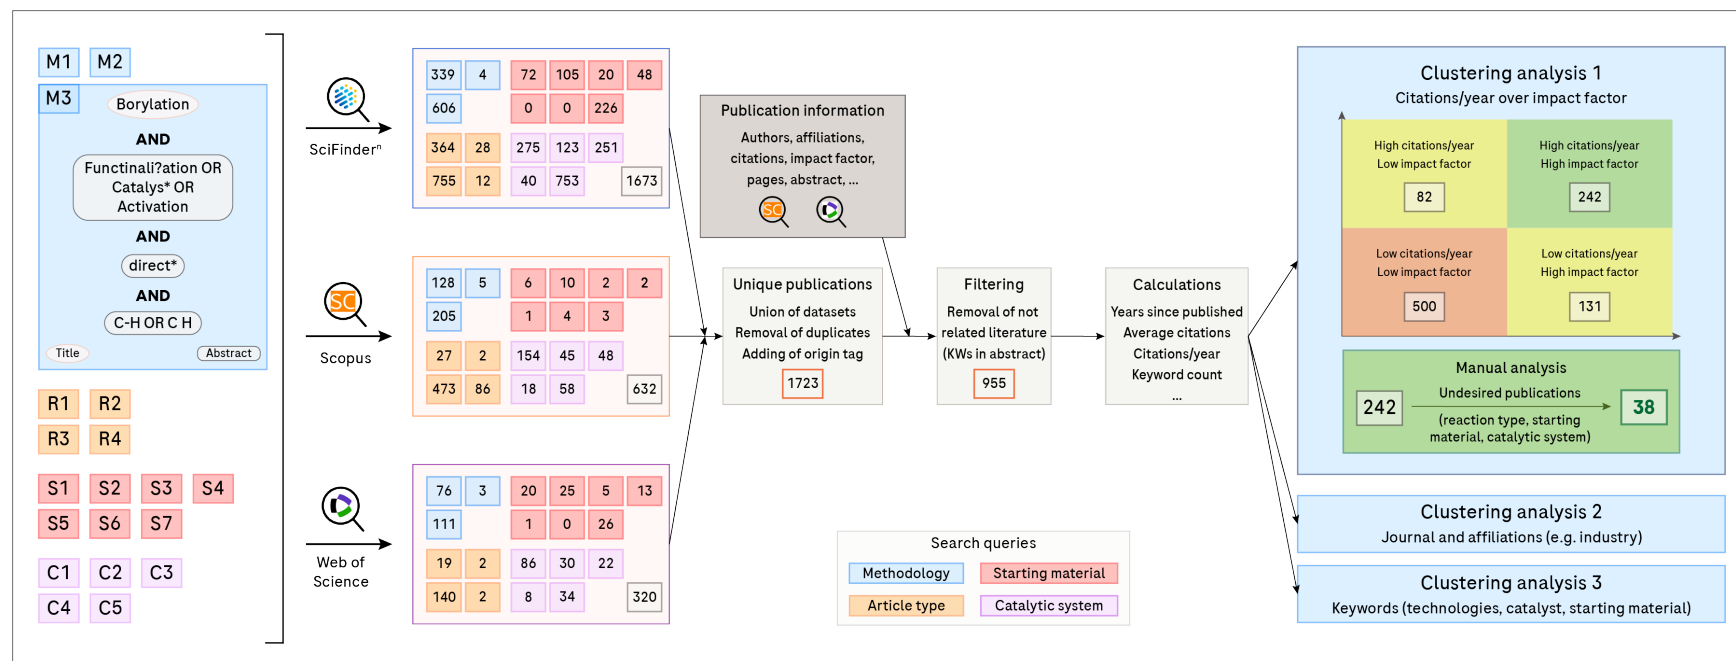 M1 M2
M3
Borylation
AND
Functinali?ation OR
Catalys* OR
Activation
AND
direct*
AND
C-H OR C H
Title
Abstract
R1 R2
R3 R4
S1 S2 S3 S4
S5 S6 S7
C1 C2 C3
C4 C5
SciFinderⁿ
SC
Scopus
Web of
Science
339 4 72 105 20 48
606 0 0 226
364 28 275 123 251
755 12 40 753 1673
128 5 6 10 2 2
205 1 4 3
27 2 154 45 48
473 86 18 58 632
76 3 20 25 5 13
111 1 0 26
19 2 86 30 22
140 2 8 34 320
Publication information
Authors, affiliations,
citations, impact factor,
pages, abstract, ...
SC
Unique publications
Union of datasets
Removal of duplicates
Adding of origin tag
1723
Filtering
Removal of not
related literature
(KWs in abstract)
955
Calculations
Years since published
Average citations
Citations/year
Keyword count
...
Search queries
Methodology
Starting material
Article type
Catalytic system
Clustering analysis 1
Citations/year over impact factor
High citations/year
Low impact factor
82
High citations/year
High impact factor
242
Low citations/year
Low impact factor
500
Low citations/year
High impact factor
131
Manual analysis
Undesired publications
242
38
(reaction type, starting
material, catalytic system)
Clustering analysis 2
Journal and affiliations (e.g. industry)
Clustering analysis 3
Keywords (technologies, catalyst, starting material)